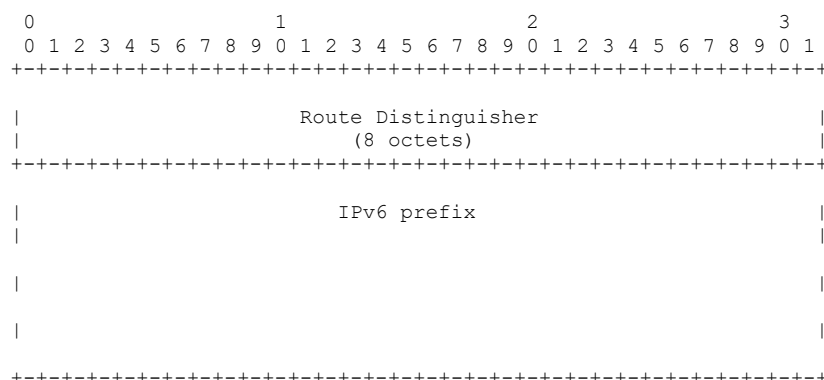 0                   1                   2                   3
0 1 2 3 4 5 6 7 8 9 0 1 2 3 4 5 6 7 8 9 0 1 2 3 4 5 6 7 8 9 0 1
+-+-+-+-+-+-+-+-+-+-+-+-+-+-+-+-+-+-+-+-+-+-+-+-+-+-+-+-+-+-+-+-+
| Route Distinguisher |
| (8 octets) |
+-+-+-+-+-+-+-+-+-+-+-+-+-+-+-+-+-+-+-+-+-+-+-+-+-+-+-+-+-+-+-+-+
| IPv6 prefix |
| |
| |
| |
+-+-+-+-+-+-+-+-+-+-+-+-+-+-+-+-+-+-+-+-+-+-+-+-+-+-+-+-+-+-+-+-+